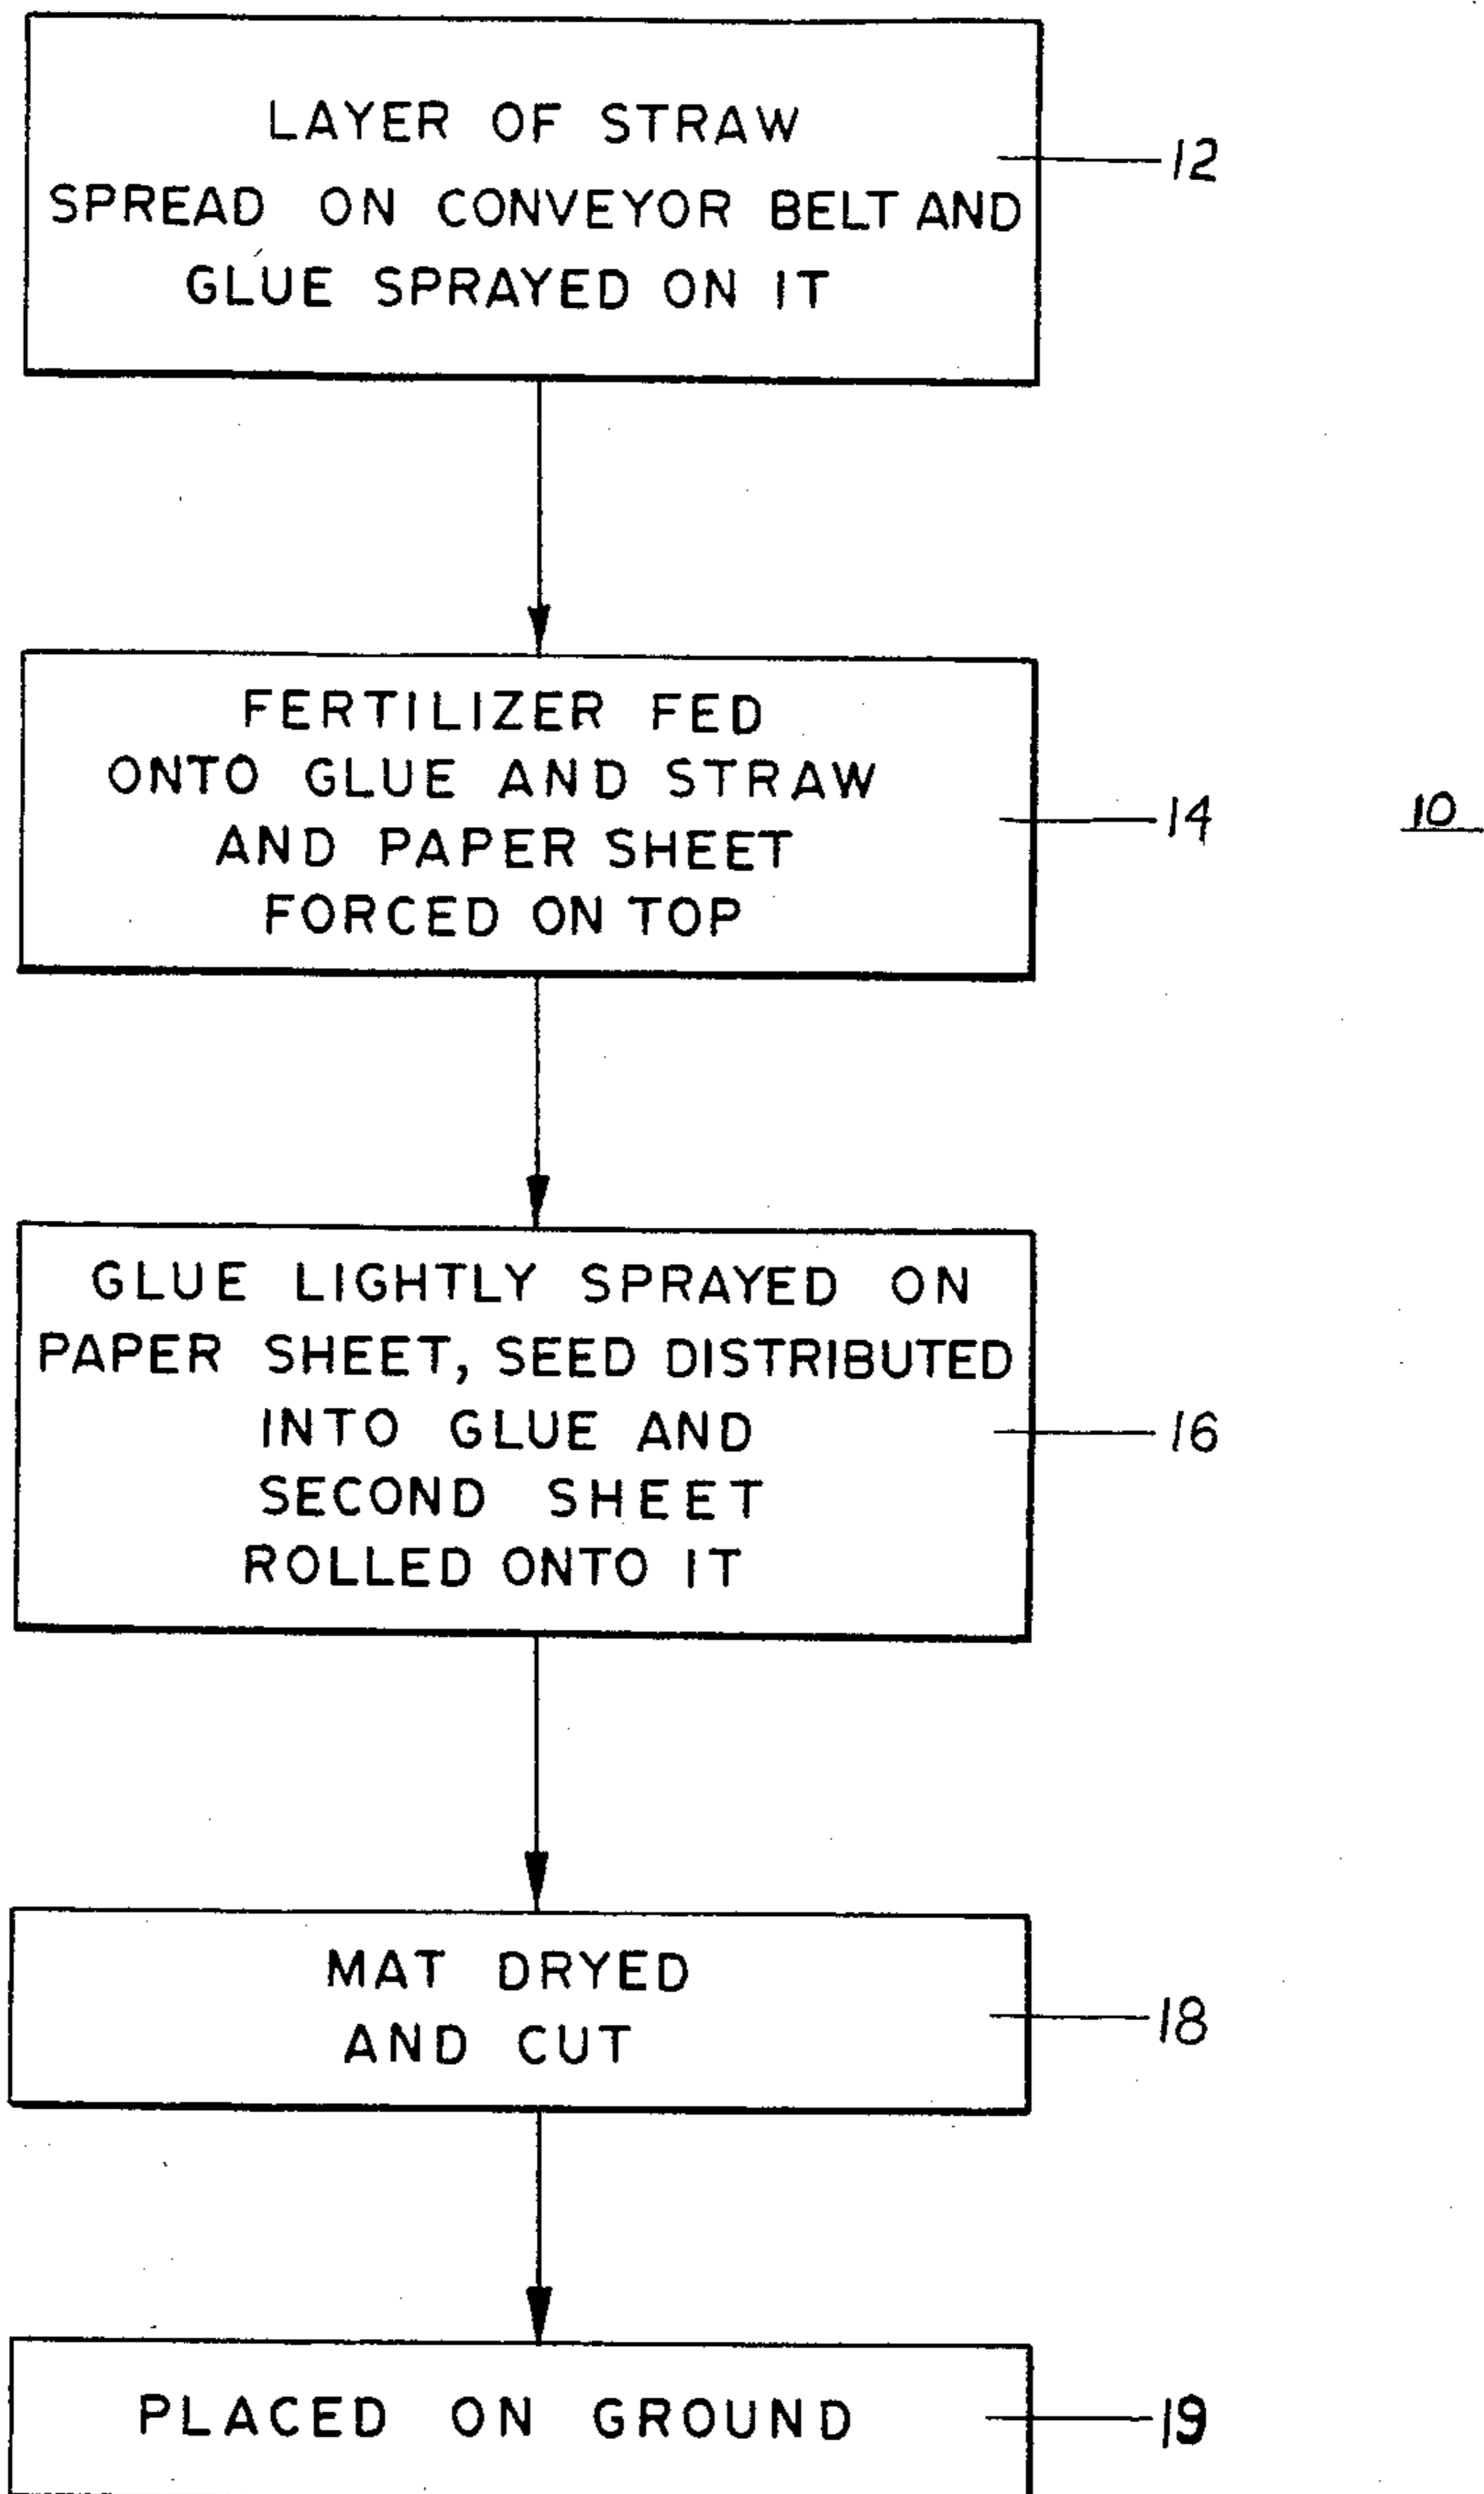 LAYER OF STRAW
SPREAD ON CONVEYOR BELT AND
GLUE SPRAYED ON IT
12
FERTILIZER FED
ONTO GLUE AND STRAW
AND PAPER SHEET
FORCED ON TOP
14
10
GLUE LIGHTLY SPRAYED ON
PAPER SHEET, SEED DISTRIBUTED
INTO GLUE AND
SECOND SHEET
ROLLED ONTO IT
16
MAT DRYED
AND CUT
18
PLACED ON GROUND
19